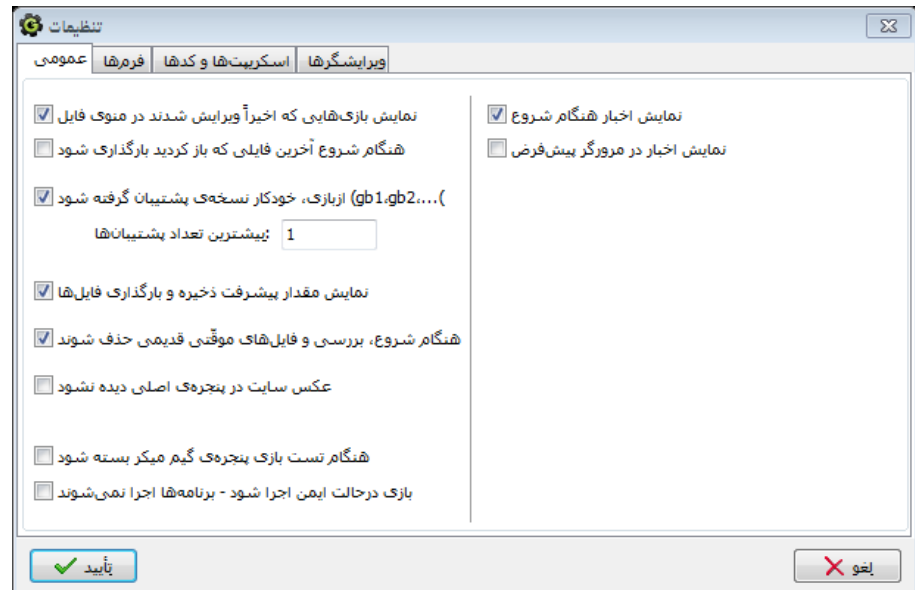 تنظیمات
عمومی
فرمها
اسکریپت‌ها و کدها
ویرایشگرها
نمایش بازی‌هایی که اخیراً ویرایش شدند در منوی فایل
هنگام شروع آخرین فایلی که باز کردید بارگذاری شود
ازبازی، خودکار نسخه‌ی پشتیبان گرفته شود (gb1،gb2،...)
بیشترین تعداد پشتیبان‌ها:
1
نمایش مقدار پیشرفت ذخیره و بارگذاری فایل‌ها
هنگام شروع، بررسی و فایل‌های موقّتی قدیمی حذف شوند
عکس سایت در پنجره‌ی اصلی دیده نشود
هنگام تست بازی پنجره‌ی گیم میکر بسته شود
بازی درحالت ایمن اجرا شود - برنامه‌ها اجرا نمی‌شوند
نمایش اخبار هنگام شروع
نمایش اخبار در مرورگر پیش‌فرض
تأیید
لغو